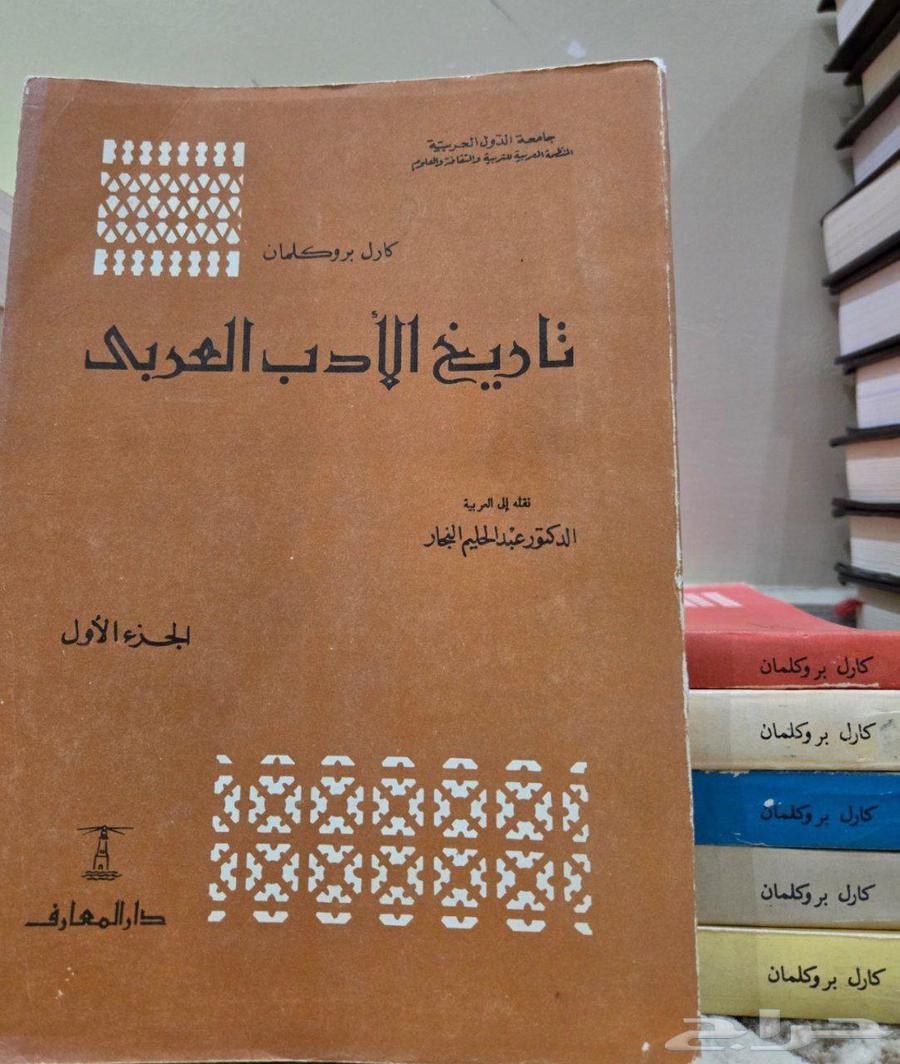 جامعة الدول العربية
المنظمة العربية للتربية والثقافة والعلوم
كارل بروكلمان
تاريخ الأدب العربى
نقله إلى العربية
الدكتور عبد الحليم النجار
الجزء الأول
دار المعارف
كارل بروكلمان
كارل بروكلمان
كارل بروكلمان
كارل بروكلمان
كارل بروكلمان
حراج